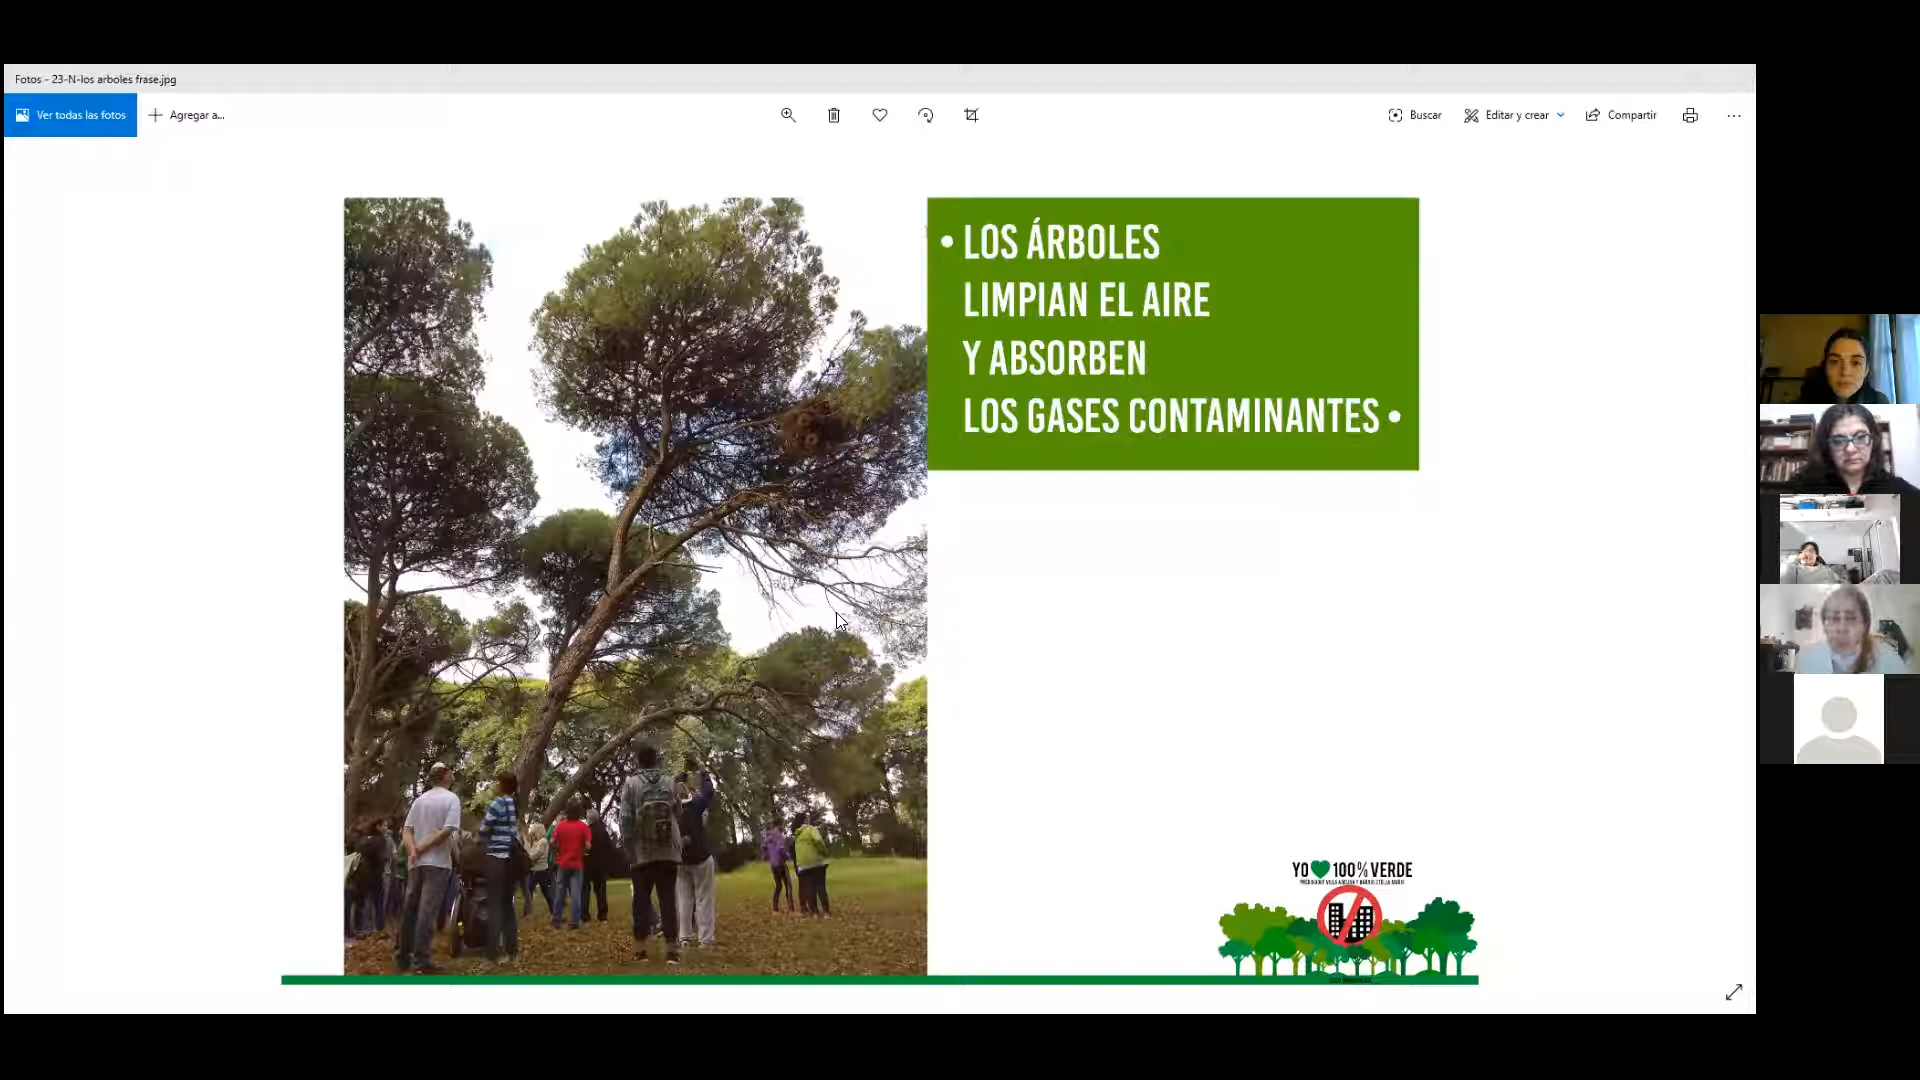 Fotos - 23-N-los arboles frase.jpg
Ver todas las fotos
Agregar a...
Buscar
Editar y crear
Compartir
• LOS ÁRBOLES
LIMPIAN EL AIRE
Y ABSORBEN
LOS GASES CONTAMINANTES •
YO 100% VERDE